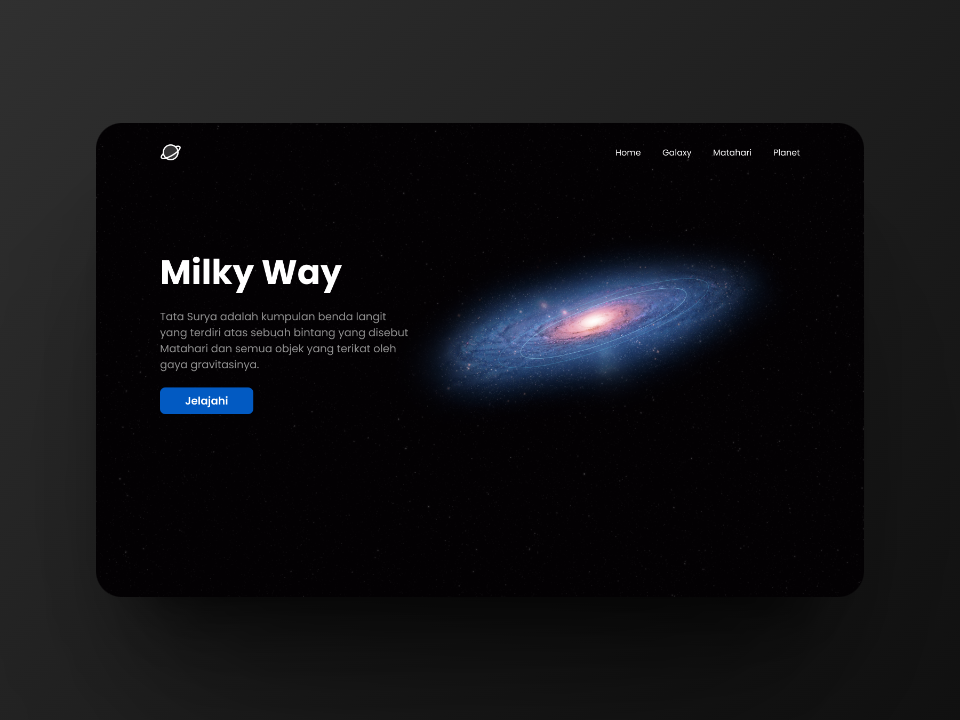 Home Galaxy Matahari Planet
Milky Way
Tata Surya adalah kumpulan benda langit
yang terdiri atas sebuah bintang yang disebut
Matahari dan semua objek yang terikat oleh
gaya gravitasinya.
Jelajahi